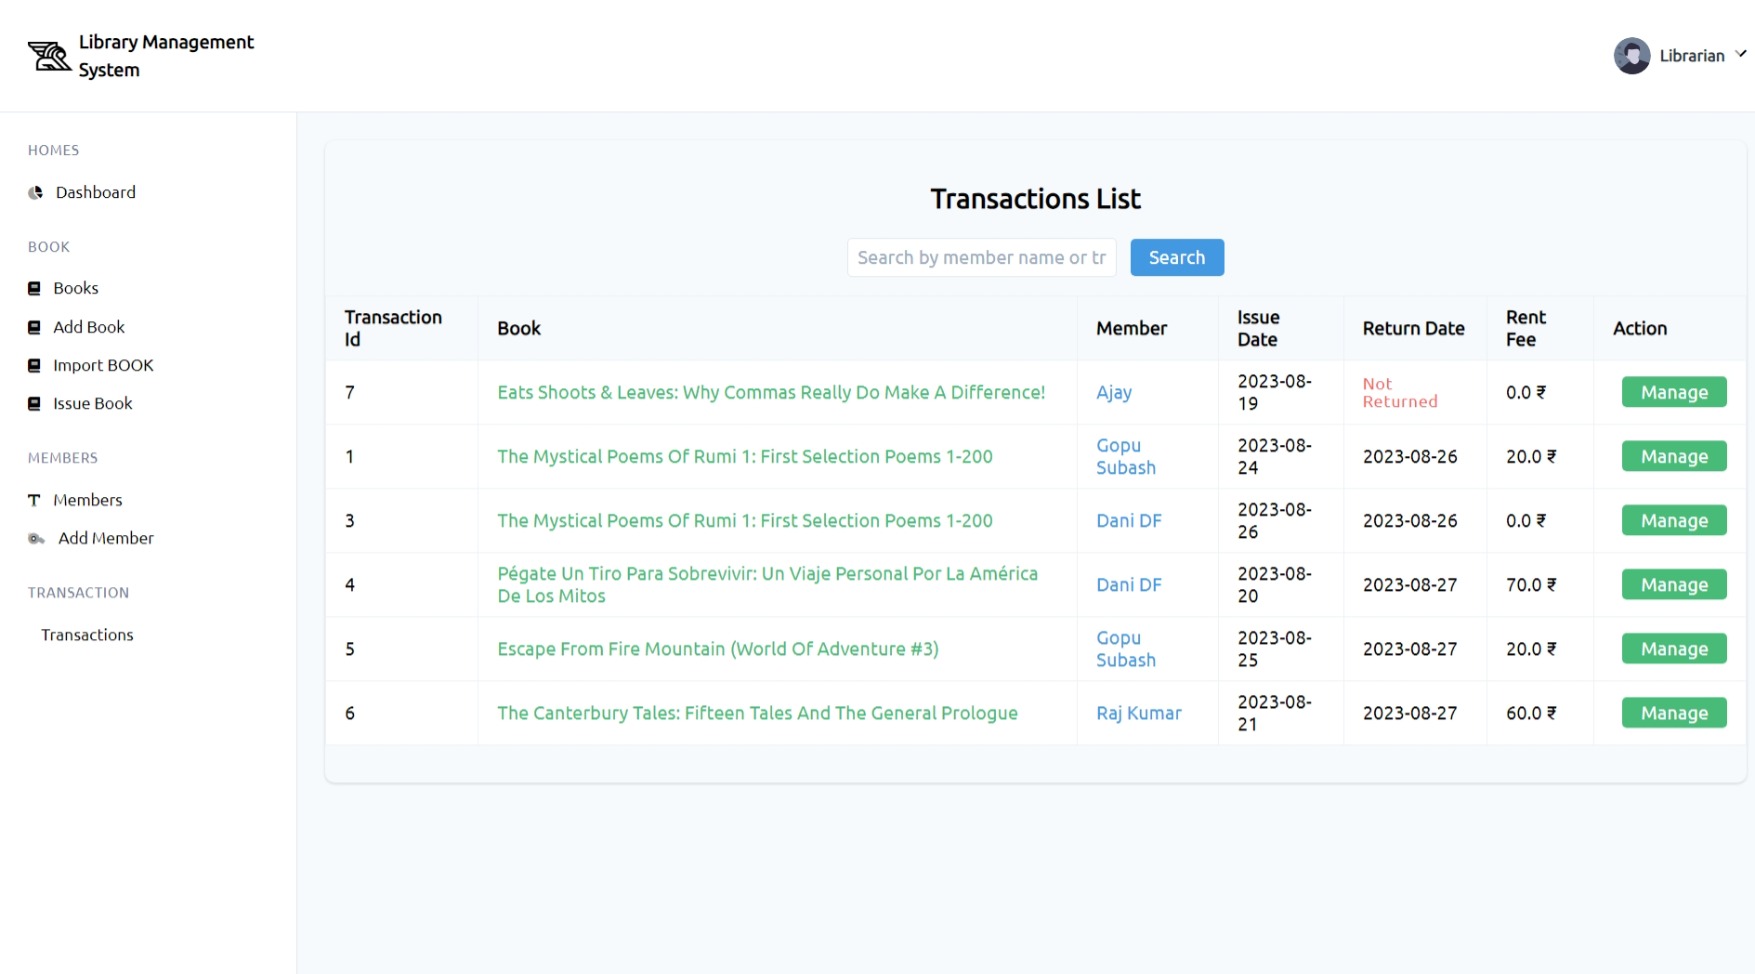 Library Management
System
Librarian
HOMES
Dashboard
BOOK
Books
Add Book
Import BOOK
Issue Book
MEMBERS
Members
Add Member
TRANSACTION
Transactions
Transactions List
Search by member name or tr
Search
Transaction Id Book Member Issue Date Return Date Rent Fee Action
7 Eats Shoots & Leaves: Why Commas Really Do Make A Difference! Ajay 2023-08-19 Not Returned 0.0 ₹ Manage
1 The Mystical Poems Of Rumi 1: First Selection Poems 1-200 Gopu Subash 2023-08-24 2023-08-26 20.0 ₹ Manage
3 The Mystical Poems Of Rumi 1: First Selection Poems 1-200 Dani DF 2023-08-26 2023-08-26 0.0 ₹ Manage
4 Pégate Un Tiro Para Sobrevivir: Un Viaje Personal Por La América De Los Mitos Dani DF 2023-08-20 2023-08-27 70.0 ₹ Manage
5 Escape From Fire Mountain (World Of Adventure #3) Gopu Subash 2023-08-25 2023-08-27 20.0 ₹ Manage
6 The Canterbury Tales: Fifteen Tales And The General Prologue Raj Kumar 2023-08-21 2023-08-27 60.0 ₹ Manage